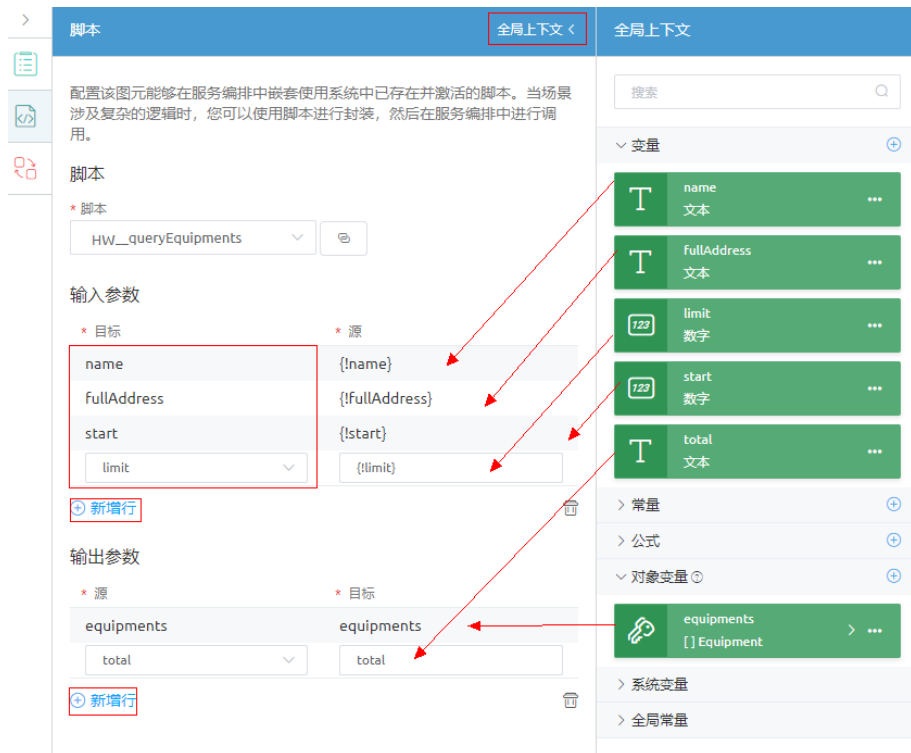 脚本
全局上下文
配置该图元能够在服务编排中嵌套使用系统中已存在并激活的脚本。当场景
涉及复杂的逻辑时，您可以使用脚本进行封装，然后在服务编排中进行调
用。
脚本
* 脚本
HW__queryEquipments
输入参数
* 目标 * 源
name {!name}
fullAddress {!fullAddress}
start {!start}
limit {!limit}
新增行
输出参数
* 源 * 目标
equipments equipments
total total
新增行
全局上下文
搜索
变量
name
文本
fullAddress
文本
123
limit
数字
123
start
数字
total
文本
常量
公式
对象变量
equipments
[ ] Equipment
系统变量
全局常量